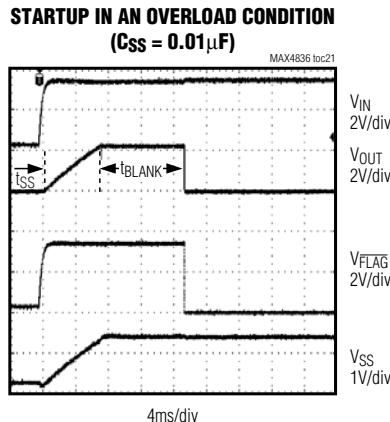 STARTUP IN AN OVERLOAD CONDITION
(CSS = 0.01μF)
MAX4836 toc21
VIN
2V/div
VOUT
2V/div
tSS
tBLANK
VFLAG
2V/div
VSS
1V/div
4ms/div